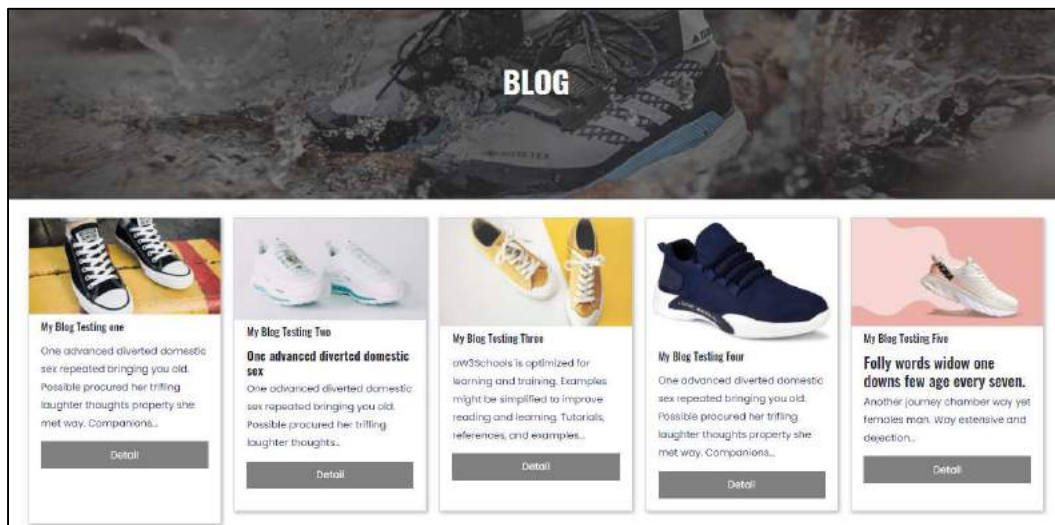 BLOG
My Blog Testing one
One advanced diverted domestic
sex repeated bringing you old.
Possible procured her trifling
laughter thoughts property she
met way. Companions...
Detail
My Blog Testing Two
One advanced diverted domestic
sex
One advanced diverted domestic
sex repeated bringing you old.
Possible procured her trifling
laughter thoughts...
Detail
My Blog Testing Three
aW3Schools is optimized for
learning and training. Examples
might be simplified to improve
reading and learning. Tutorials,
references, and examples...
Detail
My Blog Testing Four
One advanced diverted domestic
sex repeated bringing you old.
Possible procured her trifling
laughter thoughts property she
met way. Companions...
Detail
My Blog Testing Five
Folly words widow one
downs few age every seven.
Another journey chamber way yet
females man. Way extensive and
dejection...
Detail